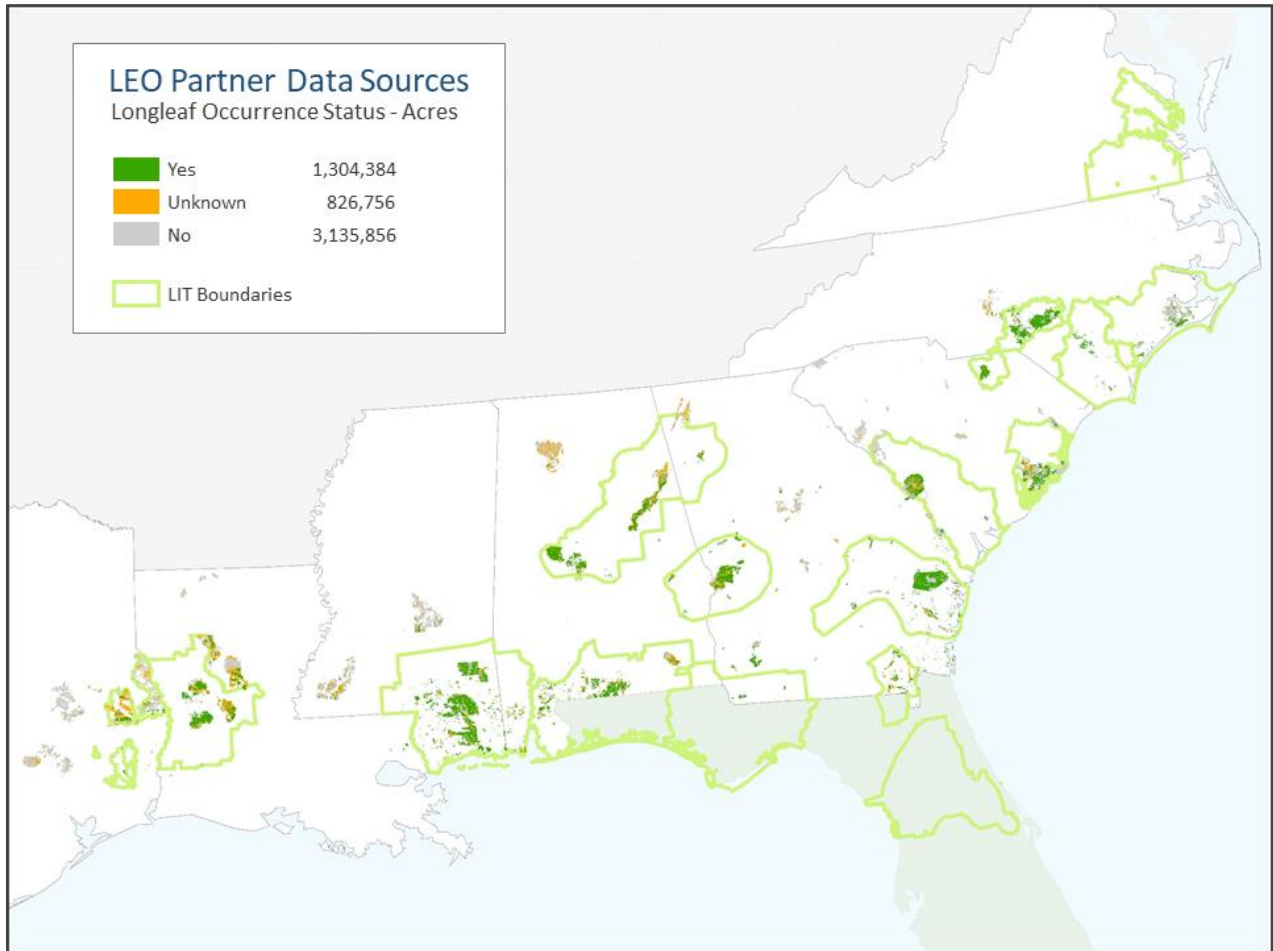 LEO Partner Data Sources
Longleaf Occurrence Status - Acres
Yes 1,304,384
Unknown 826,756
No 3,135,856
LIT Boundaries